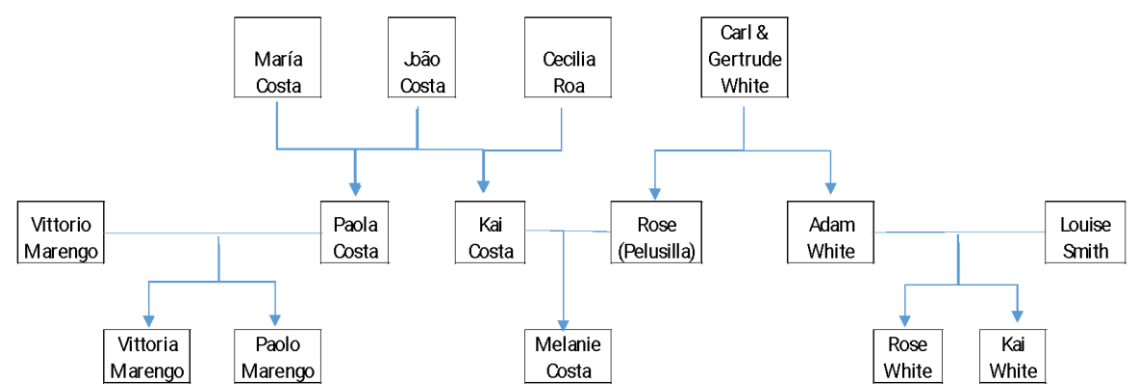 María
Costa
João
Costa
Cecilia
Roa
Carl &
Gertrude
White
Vittorio
Marengo
Paola
Costa
Kai
Costa
Rose
(Pelusilla)
Adam
White
Louise
Smith
Vittoria
Marengo
Paolo
Marengo
Melanie
Costa
Rose
White
Kai
White